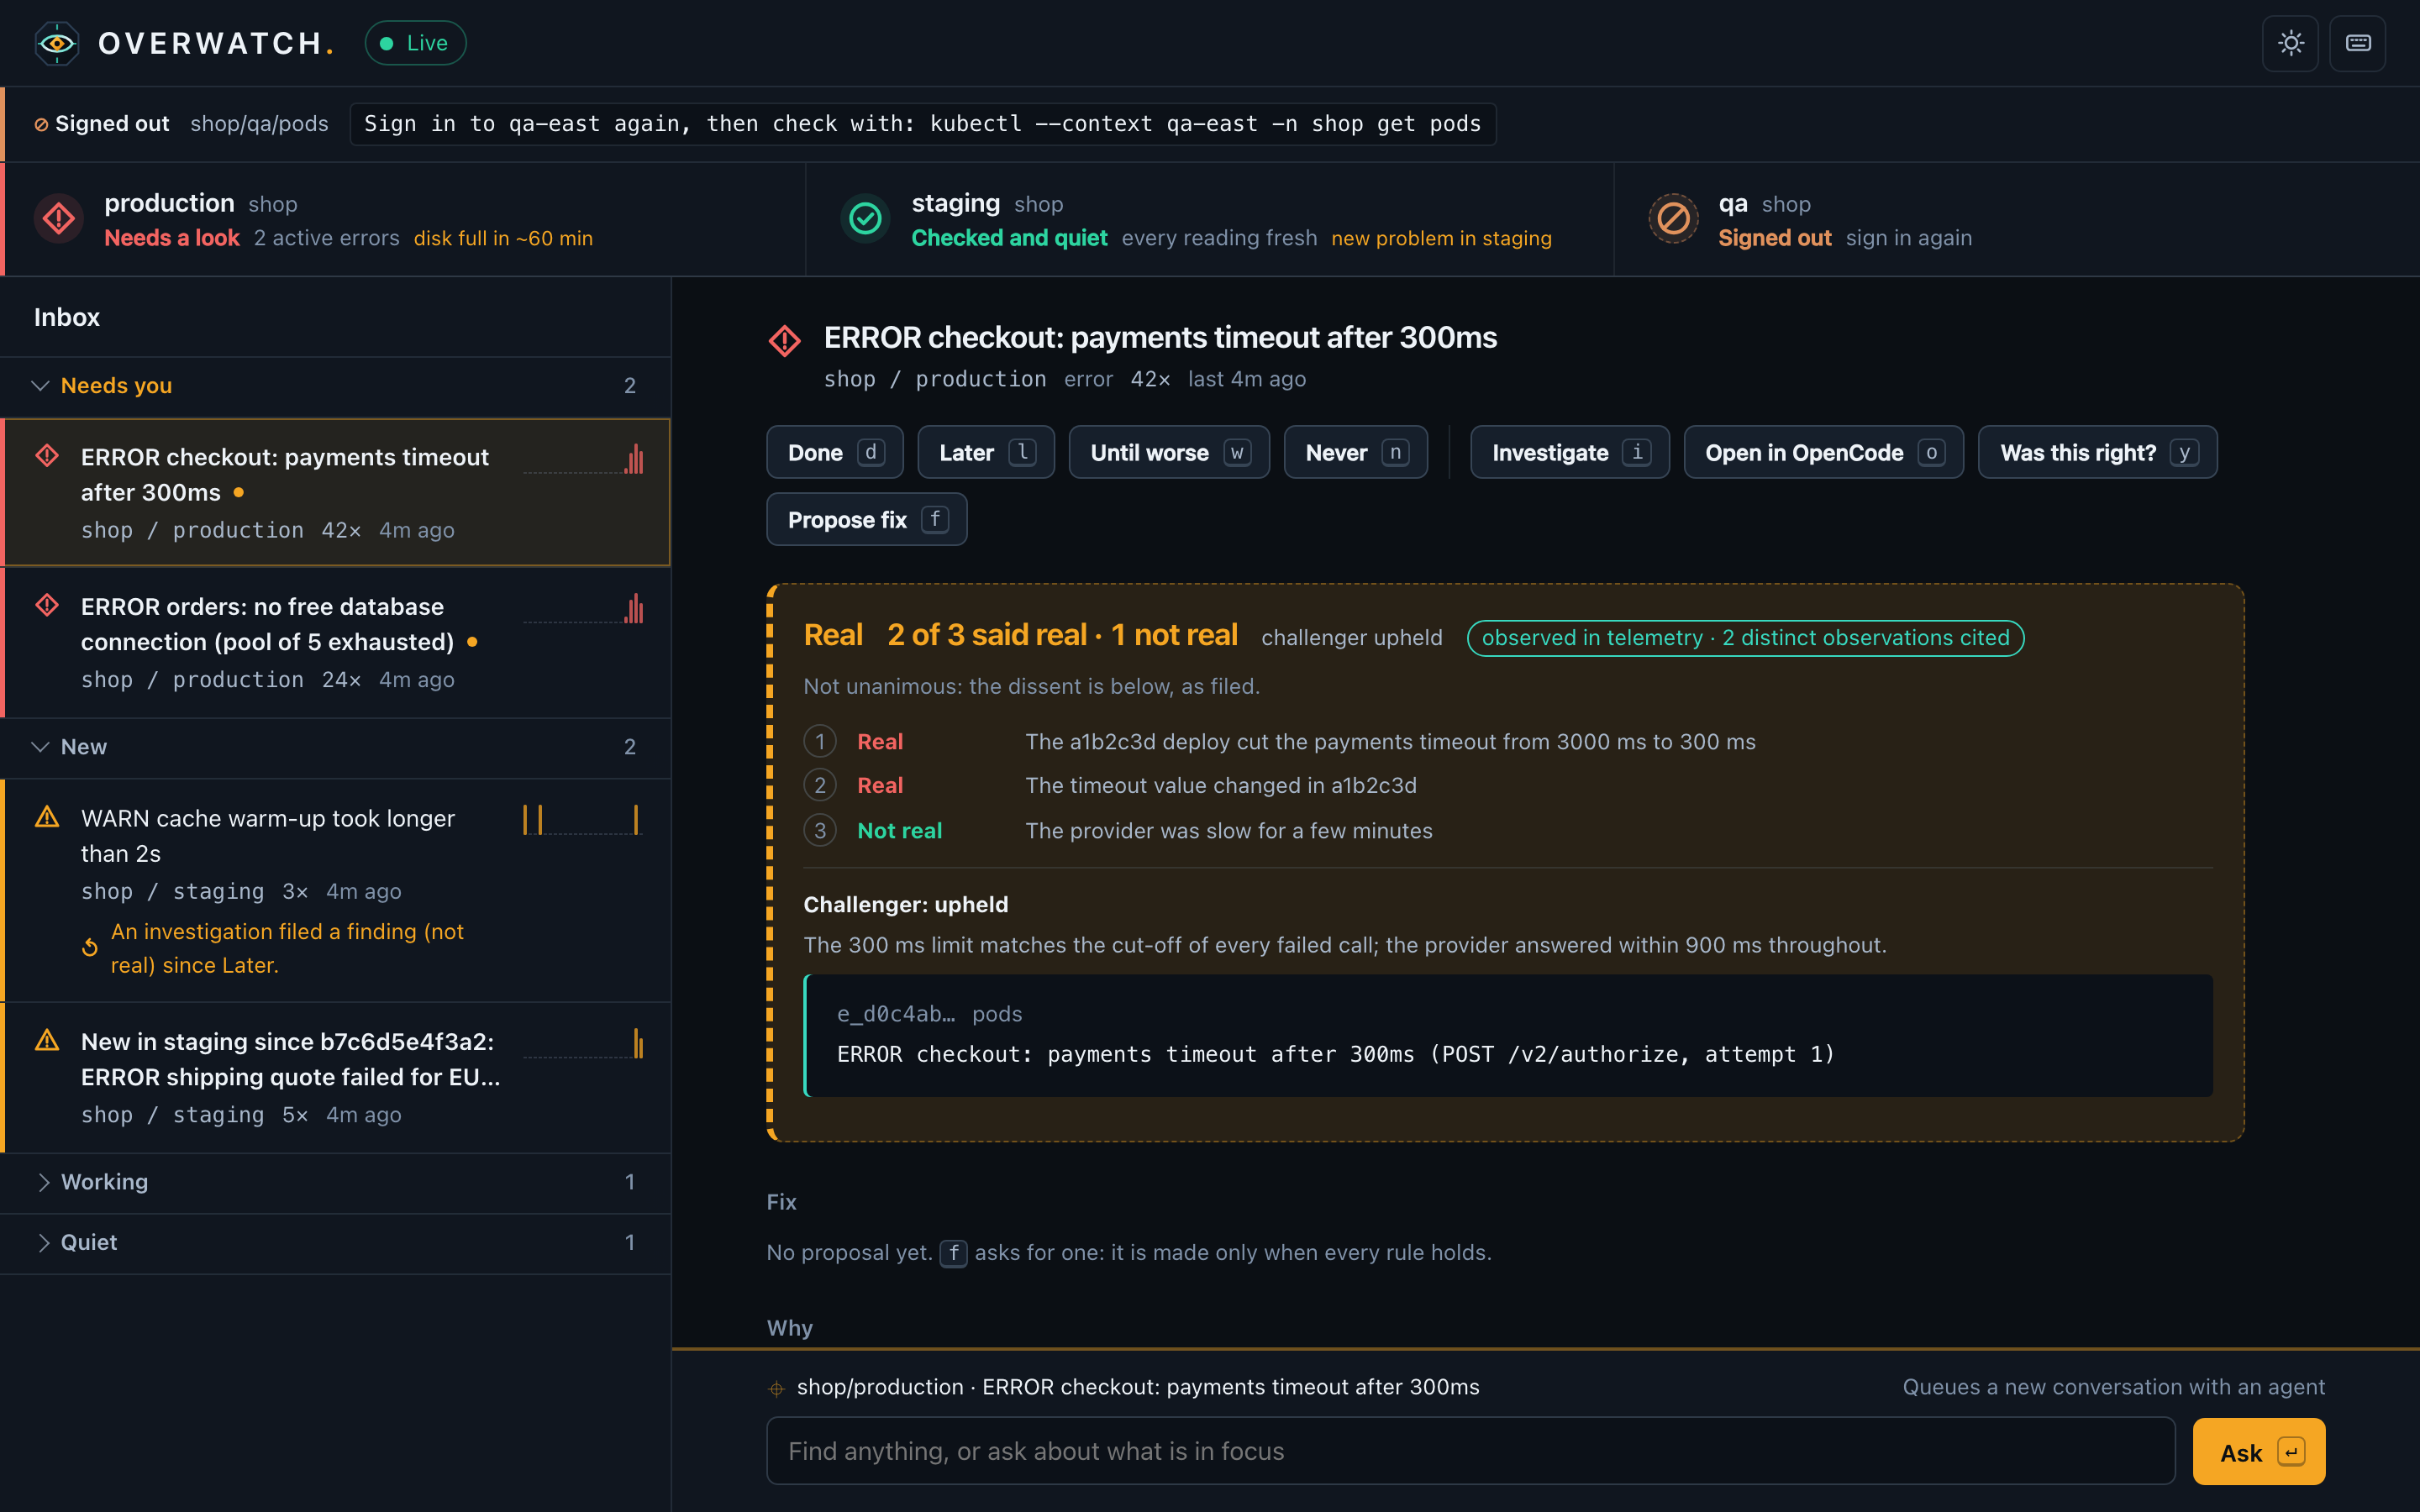 OVERWATCH.
Live
Signed out shop/qa/pods Sign in to qa-east again, then check with: kubectl --context qa-east -n shop get pods
production shop
Needs a look 2 active errors disk full in ~60 min
staging shop
Checked and quiet every reading fresh new problem in staging
qa shop
Signed out sign in again
Inbox
Needs you 2
ERROR checkout: payments timeout
after 300ms
shop / production 42× 4m ago
ERROR orders: no free database
connection (pool of 5 exhausted)
shop / production 24× 4m ago
New 2
WARN cache warm-up took longer
than 2s
shop / staging 3× 4m ago
An investigation filed a finding (not
real) since Later.
New in staging since b7c6d5e4f3a2:
ERROR shipping quote failed for EU...
shop / staging 5× 4m ago
Working 1
Quiet 1
ERROR checkout: payments timeout after 300ms
shop / production error 42× last 4m ago
Done d Later l Until worse w Never n Investigate i Open in OpenCode o Was this right? y
Propose fix f
Real 2 of 3 said real · 1 not real challenger upheld observed in telemetry · 2 distinct observations cited
Not unanimous: the dissent is below, as filed.
1 Real The a1b2c3d deploy cut the payments timeout from 3000 ms to 300 ms
2 Real The timeout value changed in a1b2c3d
3 Not real The provider was slow for a few minutes
Challenger: upheld
The 300 ms limit matches the cut-off of every failed call; the provider answered within 900 ms throughout.
e_d0c4ab… pods
ERROR checkout: payments timeout after 300ms (POST /v2/authorize, attempt 1)
Fix
No proposal yet. f asks for one: it is made only when every rule holds.
Why
shop/production · ERROR checkout: payments timeout after 300ms
Queues a new conversation with an agent
Find anything, or ask about what is in focus
Ask ↵